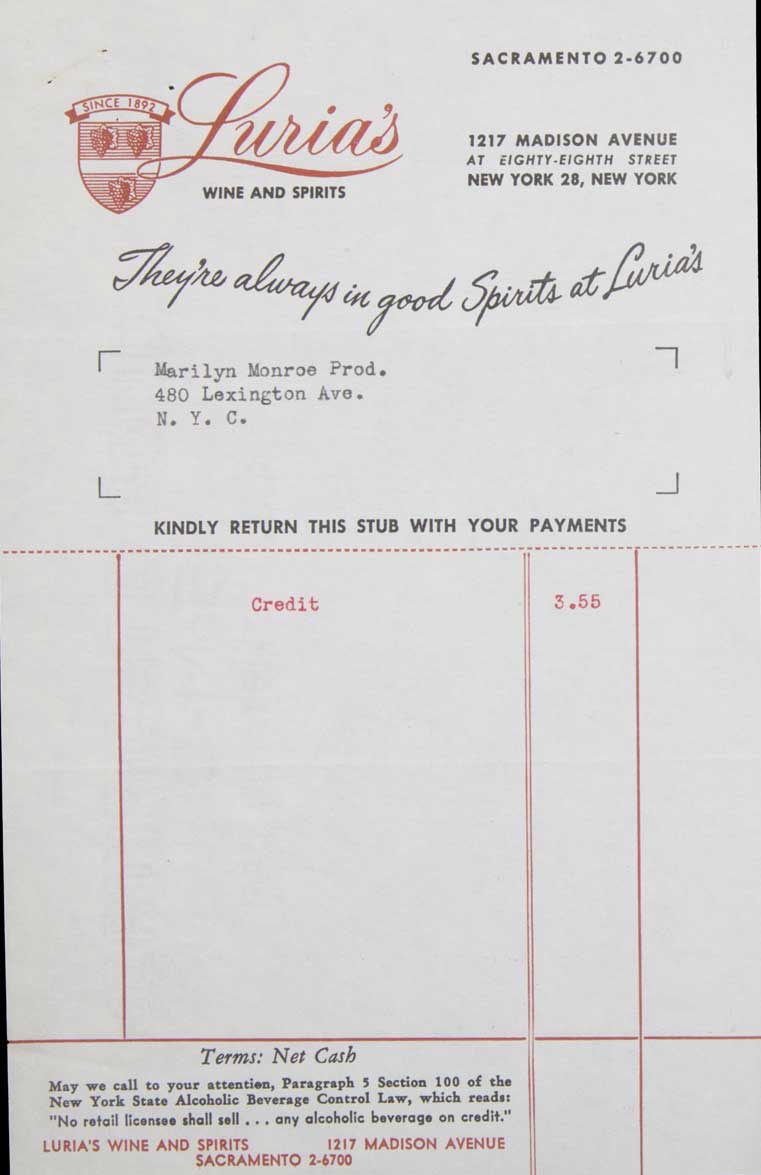 SACRAMENTO 2-6700
SINCE 1892
Luria's
WINE AND SPIRITS
1217 MADISON AVENUE
AT EIGHTY-EIGHTH STREET
NEW YORK 28, NEW YORK
They're always in good Spirits at Luria's
Marilyn Monroe Prod.
480 Lexington Ave.
N. Y. C.
KINDLY RETURN THIS STUB WITH YOUR PAYMENTS
Credit 3.55
Terms: Net Cash
May we call to your attention, Paragraph 5 Section 100 of the
New York State Alcoholic Beverage Control Law, which reads:
"No retail licensee shall sell . . . any alcoholic beverage on credit."
LURIA'S WINE AND SPIRITS 1217 MADISON AVENUE
SACRAMENTO 2-6700